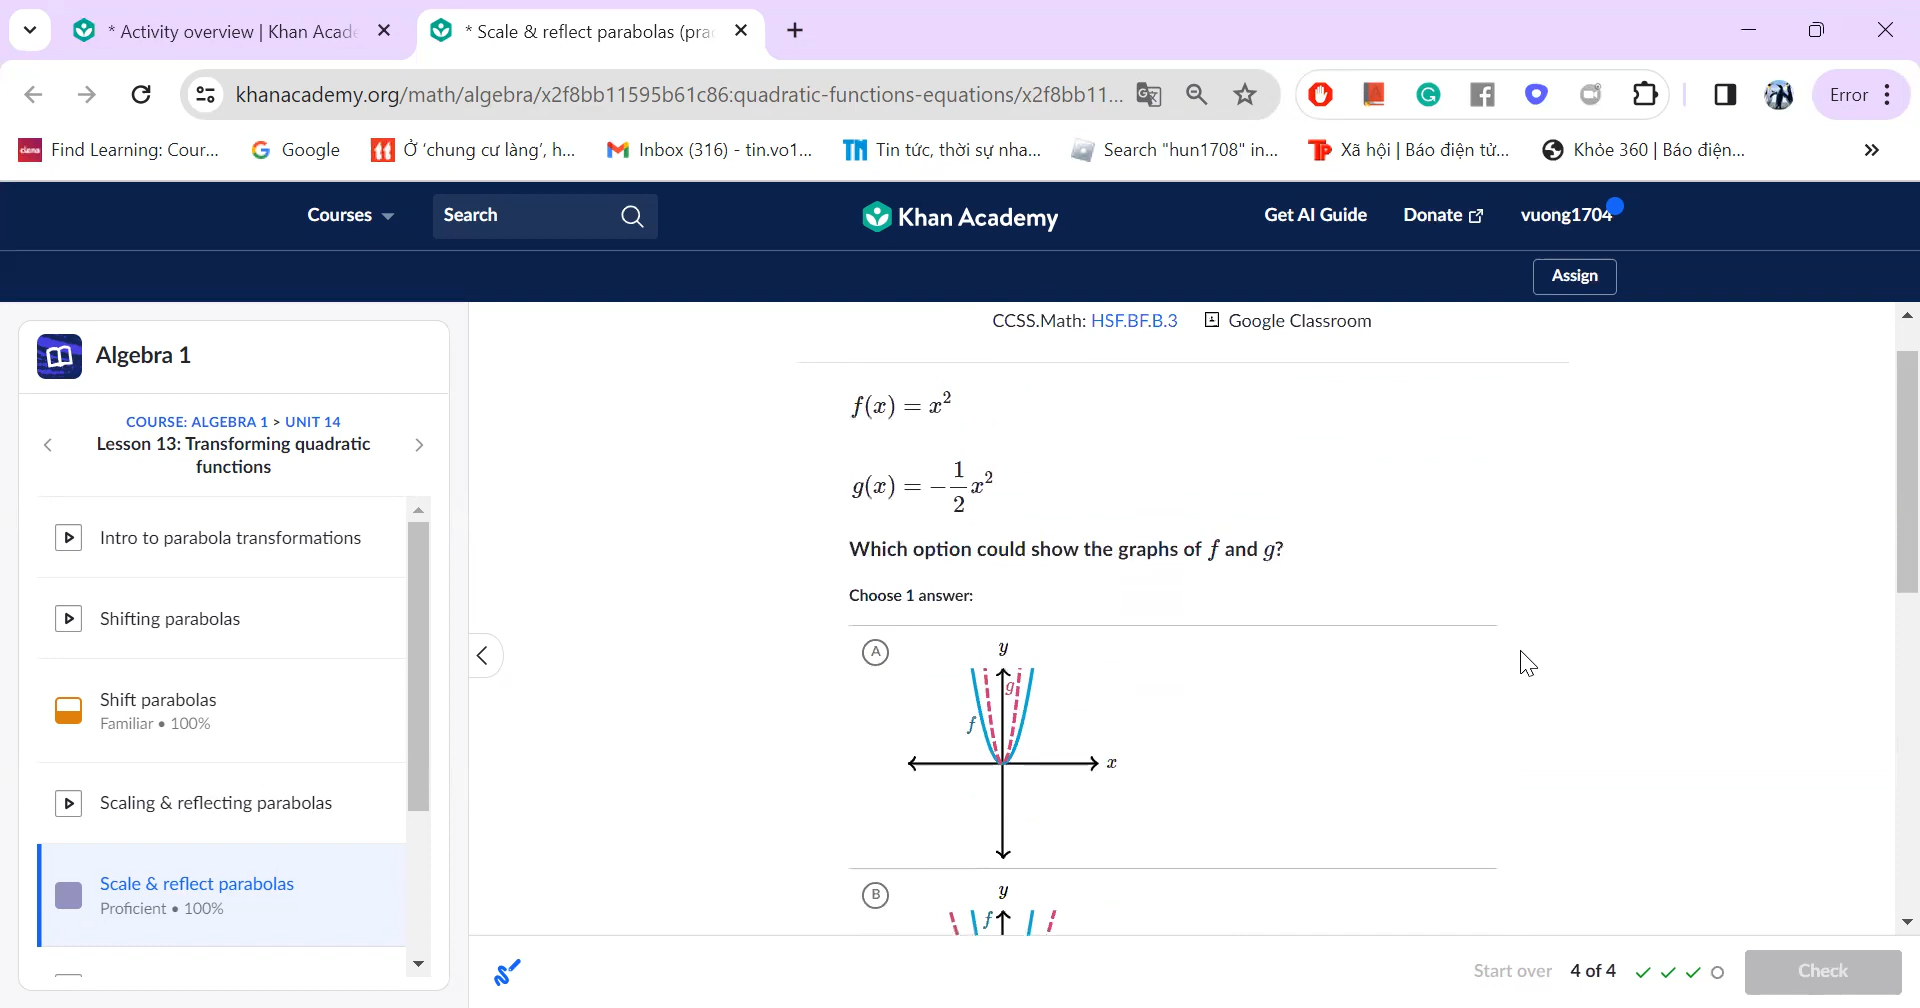 * Activity overview | Khan Acade
* Scale & reflect parabolas (prac
khanacademy.org/math/algebra/x2f8bb11595b61c86:quadratic-functions-equations/x2f8bb11...
Error
Find Learning: Cour...
Google
Ở 'chung cư làng', h...
Inbox (316) - tin.vo1...
Tin tức, thời sự nha...
Search "hun1708" in...
Xã hội | Báo điện tử...
Khỏe 360 | Báo điện...
Courses
Search
Khan Academy
Get AI Guide
Donate
vuong1704
Assign
Algebra 1
COURSE: ALGEBRA 1 > UNIT 14
Lesson 13: Transforming quadratic
functions
Intro to parabola transformations
Shifting parabolas
Shift parabolas
Familiar • 100%
Scaling & reflecting parabolas
Scale & reflect parabolas
Proficient • 100%
CCSS.Math: HSF.BF.B.3 Google Classroom
f(x) = x²
g(x) = −1/2 x²
Which option could show the graphs of f and g?
Choose 1 answer:
A
y
g
f
x
B
y
f
Start over 4 of 4
Check